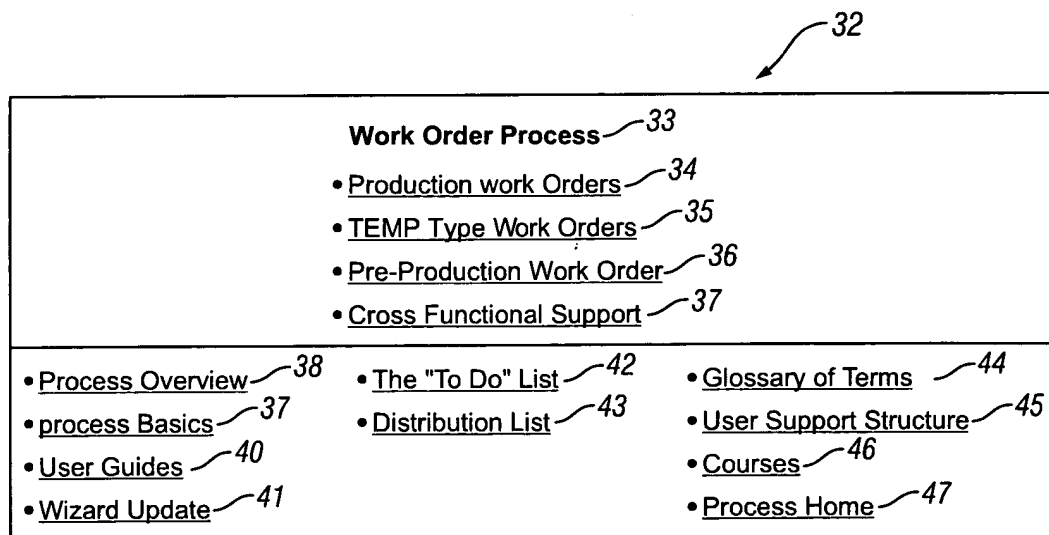 32
Work Order Process 33
• Production work Orders 34
• TEMP Type Work Orders 35
• Pre-Production Work Order 36
• Cross Functional Support 37
• Process Overview 38
• process Basics 37
• User Guides 40
• Wizard Update 41
• The "To Do" List 42
• Distribution List 43
• Glossary of Terms 44
• User Support Structure 45
• Courses 46
• Process Home 47